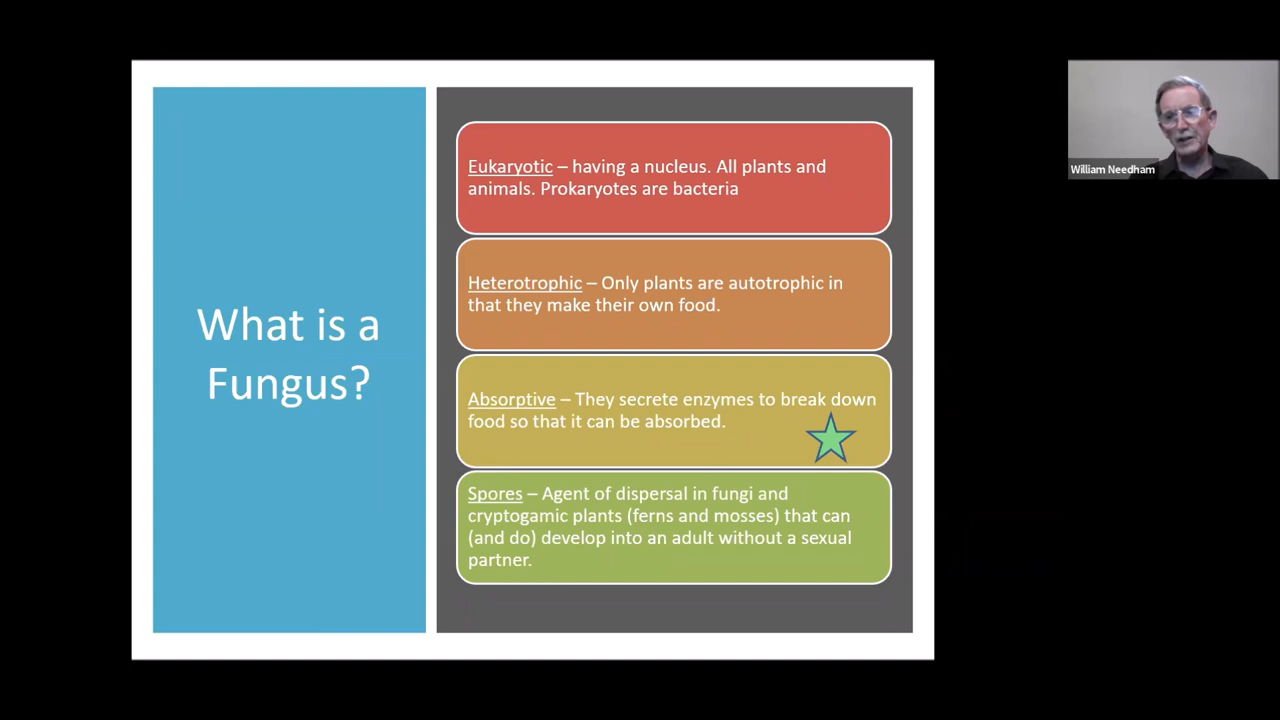 What is a
Fungus?
Eukaryotic – having a nucleus. All plants and
animals. Prokaryotes are bacteria
Heterotrophic – Only plants are autotrophic in
that they make their own food.
Absorptive – They secrete enzymes to break down
food so that it can be absorbed.
Spores – Agent of dispersal in fungi and
cryptogamic plants (ferns and mosses) that can
(and do) develop into an adult without a sexual
partner.
William Needham